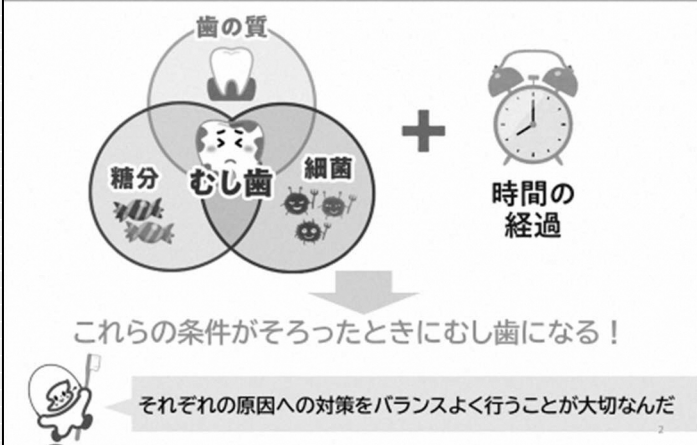 歯の質
糖分
むし歯
細菌
時間の
経過
これらの条件がそろったときにむし歯になる！
それぞれの原因への対策をバランスよく行うことが大切なんだ
2